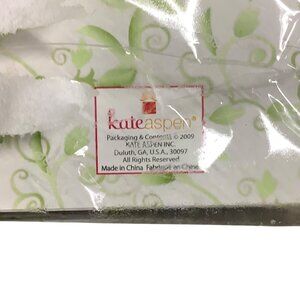 kateaspen®
Packaging & Contents © 2009
KATE ASPEN INC.
Duluth, GA, U.S.A., 30097
All Rights Reserved
Made in China Fabriqué en Chine